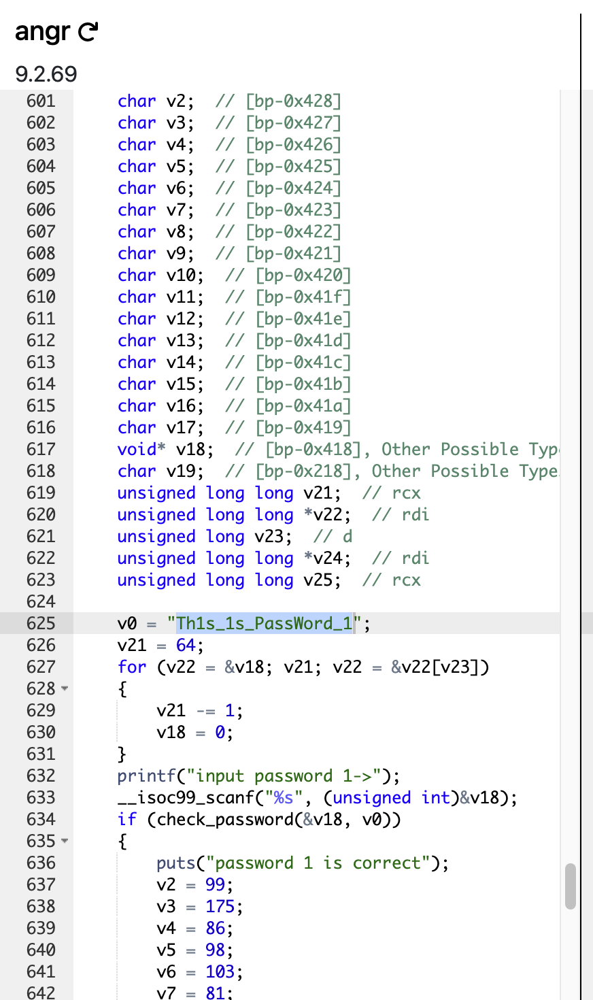 angr
9.2.69
601 char v2; // [bp-0x428]
602 char v3; // [bp-0x427]
603 char v4; // [bp-0x426]
604 char v5; // [bp-0x425]
605 char v6; // [bp-0x424]
606 char v7; // [bp-0x423]
607 char v8; // [bp-0x422]
608 char v9; // [bp-0x421]
609 char v10; // [bp-0x420]
610 char v11; // [bp-0x41f]
611 char v12; // [bp-0x41e]
612 char v13; // [bp-0x41d]
613 char v14; // [bp-0x41c]
614 char v15; // [bp-0x41b]
615 char v16; // [bp-0x41a]
616 char v17; // [bp-0x419]
617 void* v18; // [bp-0x418], Other Possible Typ
618 char v19; // [bp-0x218], Other Possible Type
619 unsigned long long v21; // rcx
620 unsigned long long *v22; // rdi
621 unsigned long v23; // d
622 unsigned long long *v24; // rdi
623 unsigned long long v25; // rcx
624
625 v0 = "Th1s_1s_PassWord_1";
626 v21 = 64;
627 for (v22 = &v18; v21; v22 = &v22[v23])
628 {
629 v21 -= 1;
630 v18 = 0;
631 }
632 printf("input password 1->");
633 __isoc99_scanf("%s", (unsigned int)&v18);
634 if (check_password(&v18, v0))
635 {
636 puts("password 1 is correct");
637 v2 = 99;
638 v3 = 175;
639 v4 = 86;
640 v5 = 98;
641 v6 = 103;
642 v7 = 81;